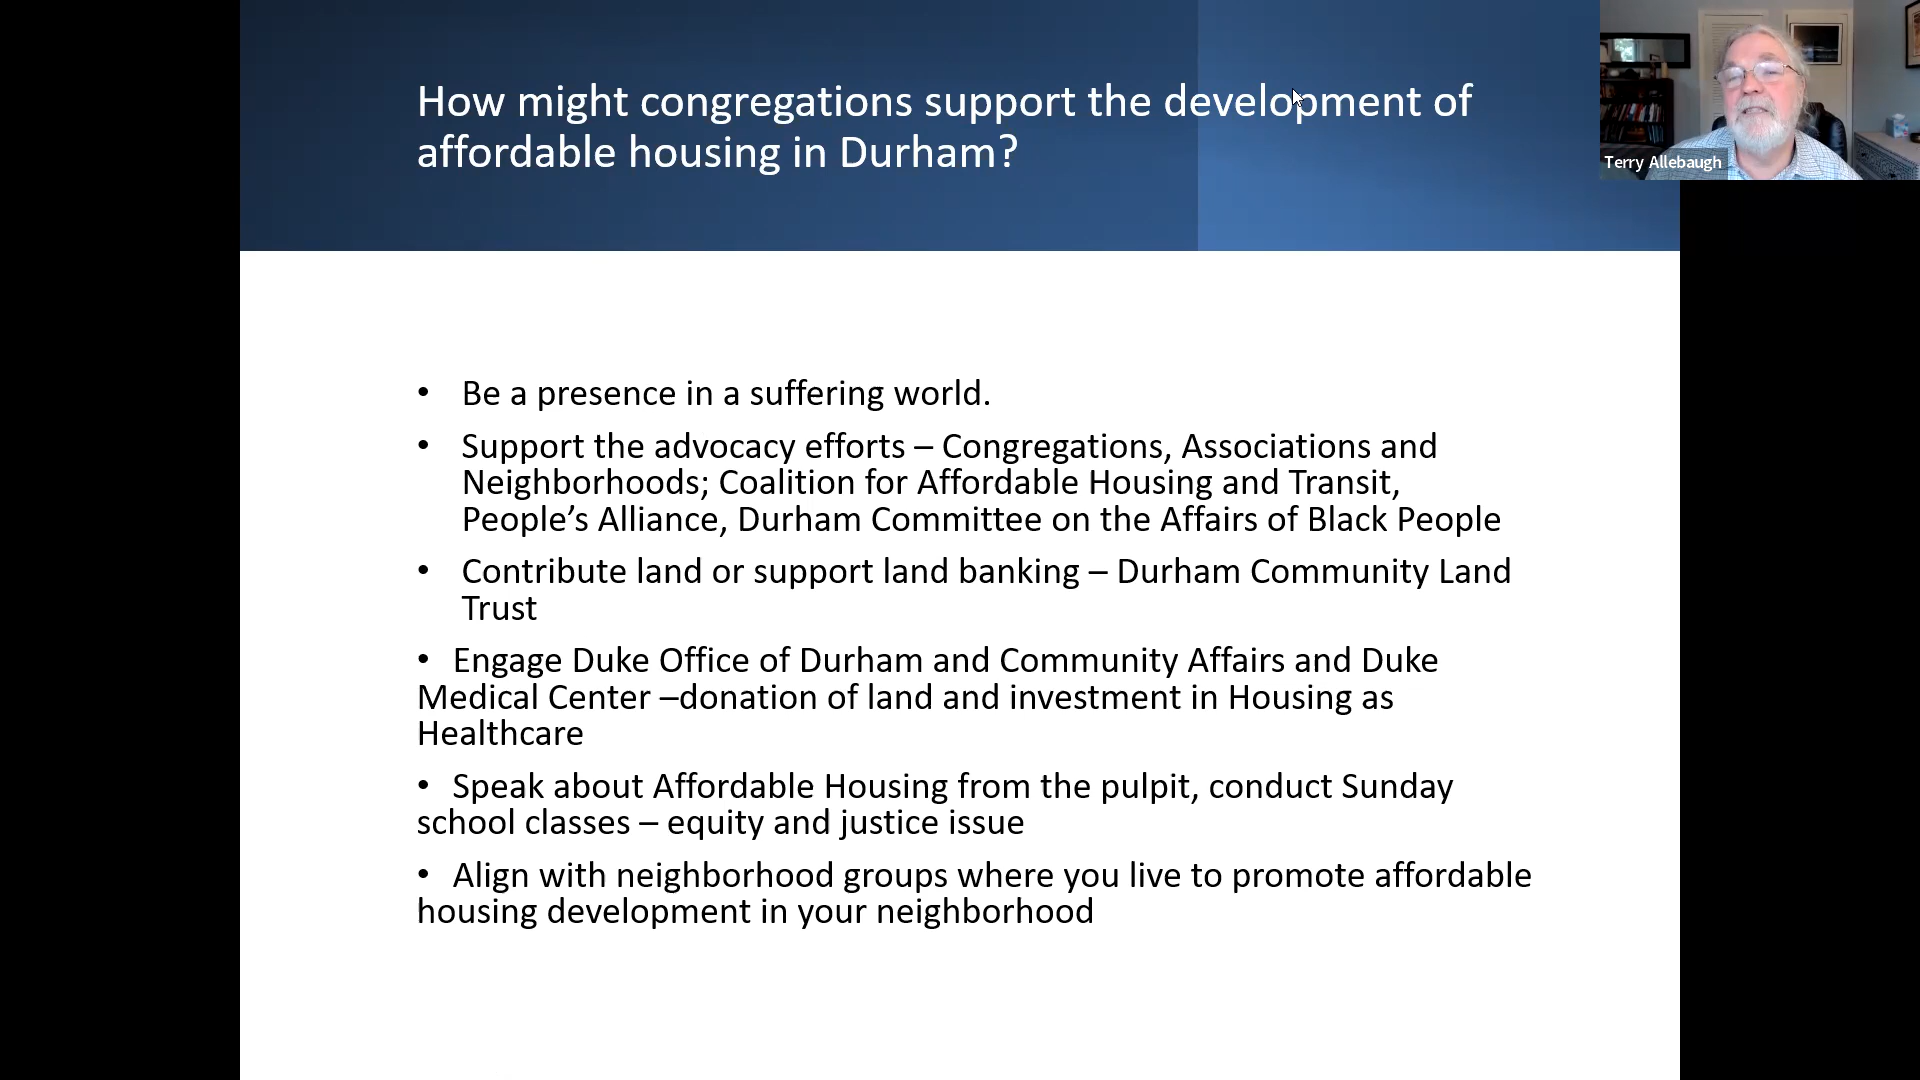 How might congregations support the development of
affordable housing in Durham?
Terry Allebaugh
• Be a presence in a suffering world.
• Support the advocacy efforts – Congregations, Associations and
Neighborhoods; Coalition for Affordable Housing and Transit,
People’s Alliance, Durham Committee on the Affairs of Black People
• Contribute land or support land banking – Durham Community Land
Trust
• Engage Duke Office of Durham and Community Affairs and Duke
Medical Center –donation of land and investment in Housing as
Healthcare
• Speak about Affordable Housing from the pulpit, conduct Sunday
school classes – equity and justice issue
• Align with neighborhood groups where you live to promote affordable
housing development in your neighborhood